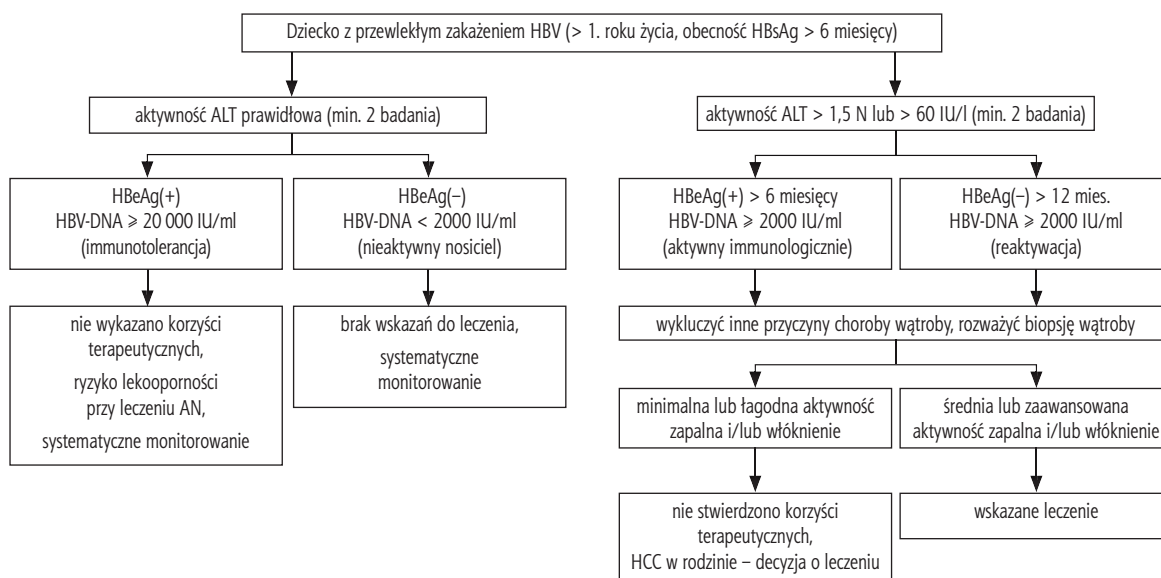 Dziecko z przewlekłym zakażeniem HBV (> 1. roku życia, obecność HBsAg > 6 miesięcy)
aktywność ALT prawidłowa (min. 2 badania)
aktywność ALT > 1,5 N lub > 60 IU/l (min. 2 badania)
HBeAg(+)
HBV-DNA ⩾ 20 000 IU/ml
(immunotolerancja)
HBeAg(–)
HBV-DNA < 2000 IU/ml
(nieaktywny nosiciel)
HBeAg(+) > 6 miesięcy
HBV-DNA ⩾ 2000 IU/ml
(aktywny immunologicznie)
HBeAg(–) > 12 mies.
HBV-DNA ⩾ 2000 IU/ml
(reaktywacja)
nie wykazano korzyści
terapeutycznych,
ryzyko lekooporności
przy leczeniu AN,
systematyczne monitorowanie
brak wskazań do leczenia,
systematyczne
monitorowanie
wykluczyć inne przyczyny choroby wątroby, rozważyć biopsję wątroby
minimalna lub łagodna aktywność
zapalna i/lub włóknienie
średnia lub zaawansowana
aktywność zapalna i/lub włóknienie
nie stwierdzono korzyści
terapeutycznych,
HCC w rodzinie – decyzja o leczeniu
wskazane leczenie